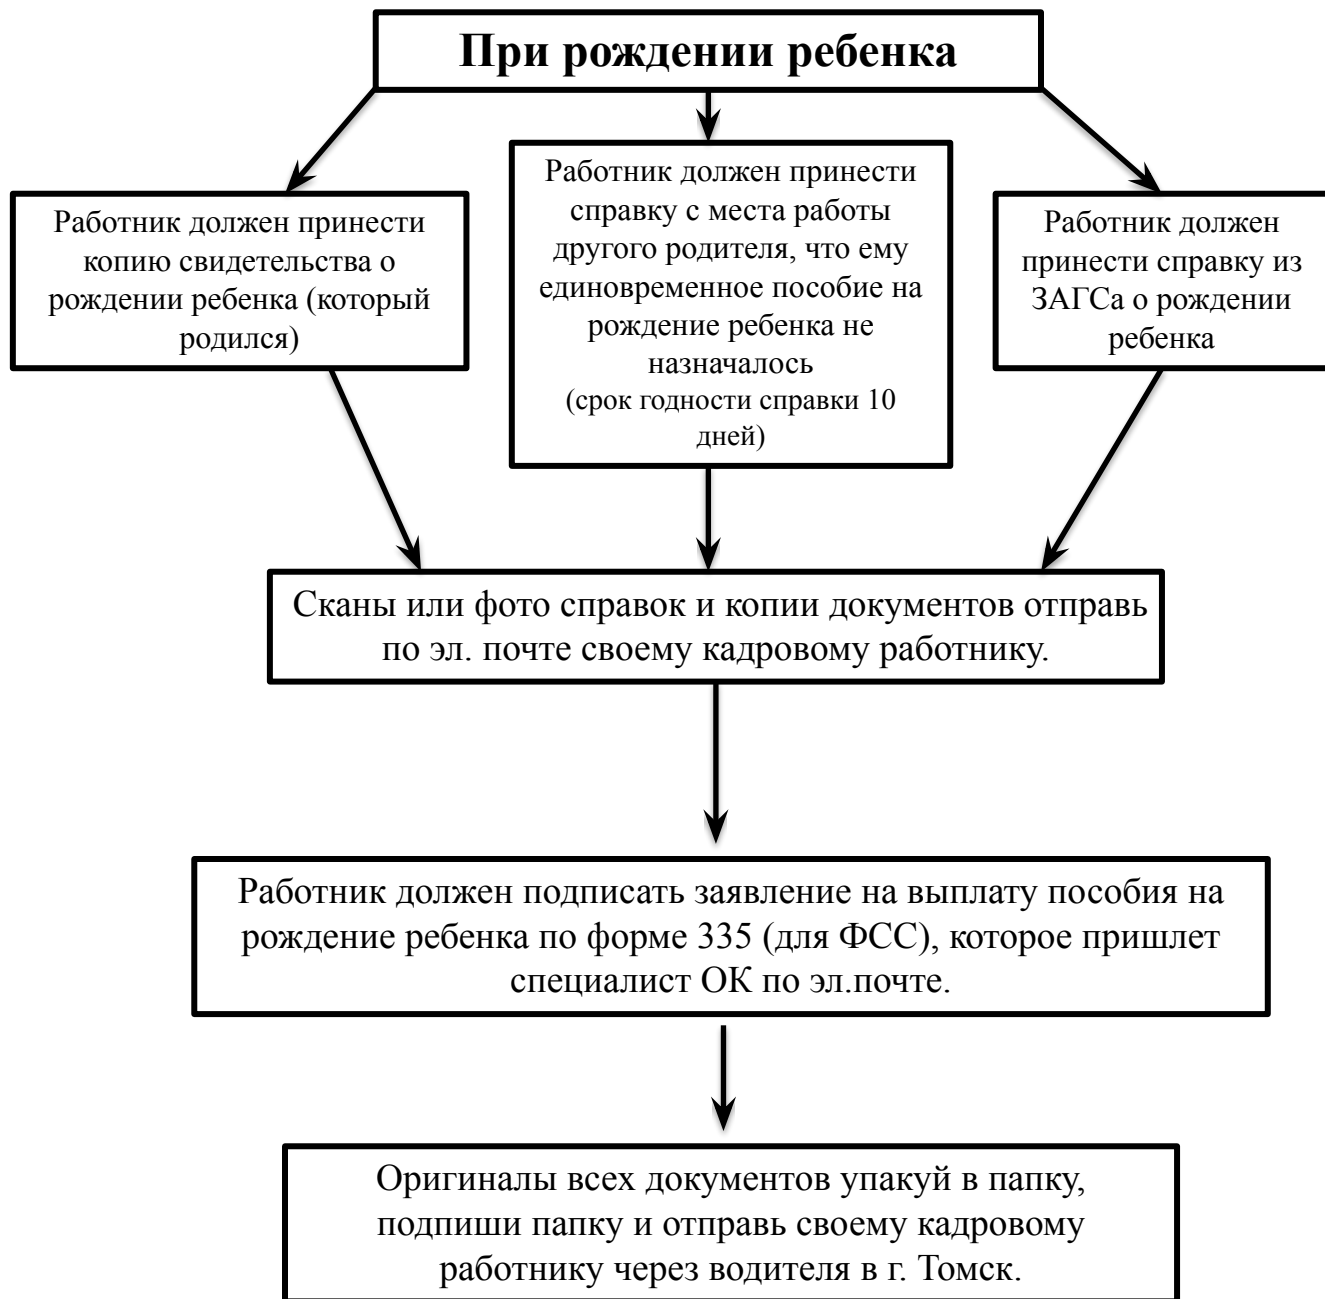 При рождении ребенка
Работник должен принести
копию свидетельства о
рождении ребенка (который
родился)
Работник должен принести
справку с места работы
другого родителя, что ему
единовременное пособие на
рождение ребенка не
назначалось
(срок годности справки 10
дней)
Работник должен
принести справку из
ЗАГСа о рождении
ребенка
Сканы или фото справок и копии документов отправь
по эл. почте своему кадровому работнику.
Работник должен подписать заявление на выплату пособия на
рождение ребенка по форме 335 (для ФСС), которое пришлет
специалист ОК по эл.почте.
Оригиналы всех документов упакуй в папку,
подпиши папку и отправь своему кадровому
работнику через водителя в г. Томск.